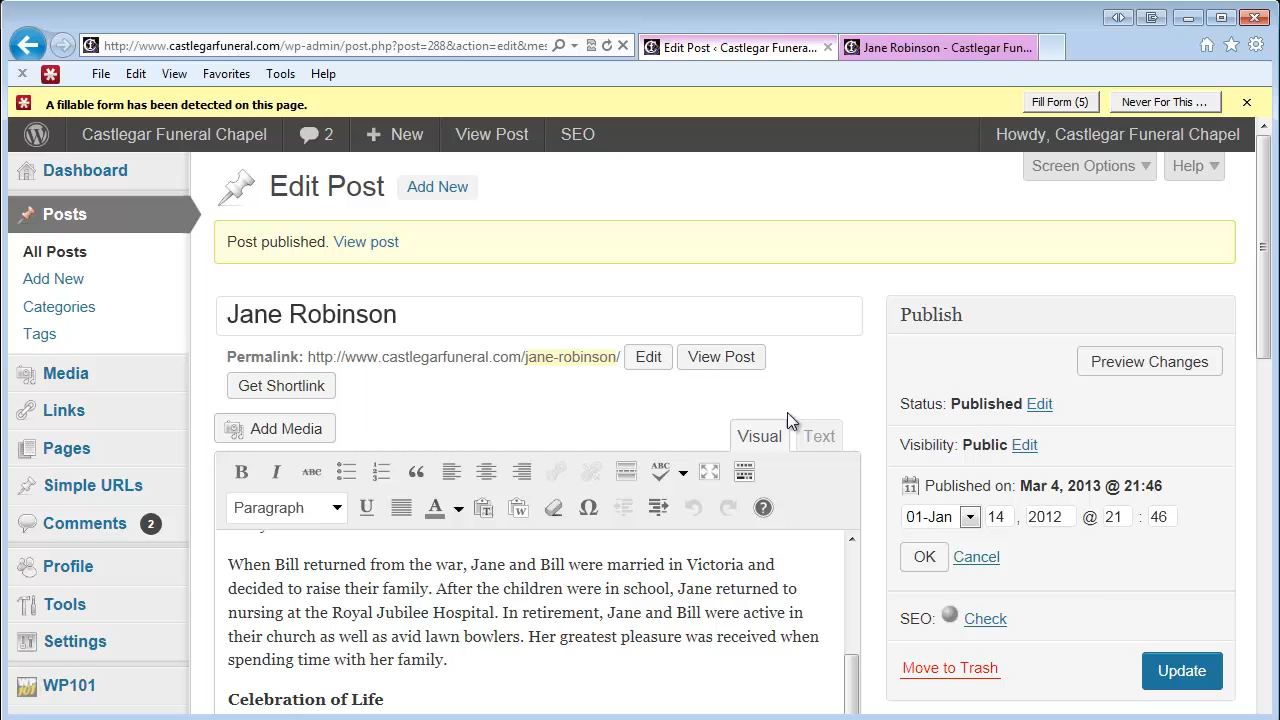 http://www.castlegarfuneral.com/wp-admin/post.php?post=288&action=edit&mes
Edit Post ‹ Castlegar Funera...
Jane Robinson - Castlegar Fun...
File Edit View Favorites Tools Help
A fillable form has been detected on this page.
Fill Form (5)
Never For This ...
Castlegar Funeral Chapel 2 New View Post SEO Howdy, Castlegar Funeral Chapel
Dashboard
Posts
All Posts
Add New
Categories
Tags
Media
Links
Pages
Simple URLs
Comments 2
Profile
Tools
Settings
WP101
Screen Options Help
Edit Post Add New
Post published. View post
Jane Robinson
Permalink: http://www.castlegarfuneral.com/jane-robinson/ Edit View Post
Get Shortlink
Add Media
Visual Text
B I ABC ABC
Paragraph U A
When Bill returned from the war, Jane and Bill were married in Victoria and
decided to raise their family. After the children were in school, Jane returned to
nursing at the Royal Jubilee Hospital. In retirement, Jane and Bill were active in
their church as well as avid lawn bowlers. Her greatest pleasure was received when
spending time with her family.
Celebration of Life
Publish
Preview Changes
Status: Published Edit
Visibility: Public Edit
Published on: Mar 4, 2013 @ 21:46
01-Jan 14 , 2012 @ 21 : 46
OK Cancel
SEO: Check
Move to Trash Update